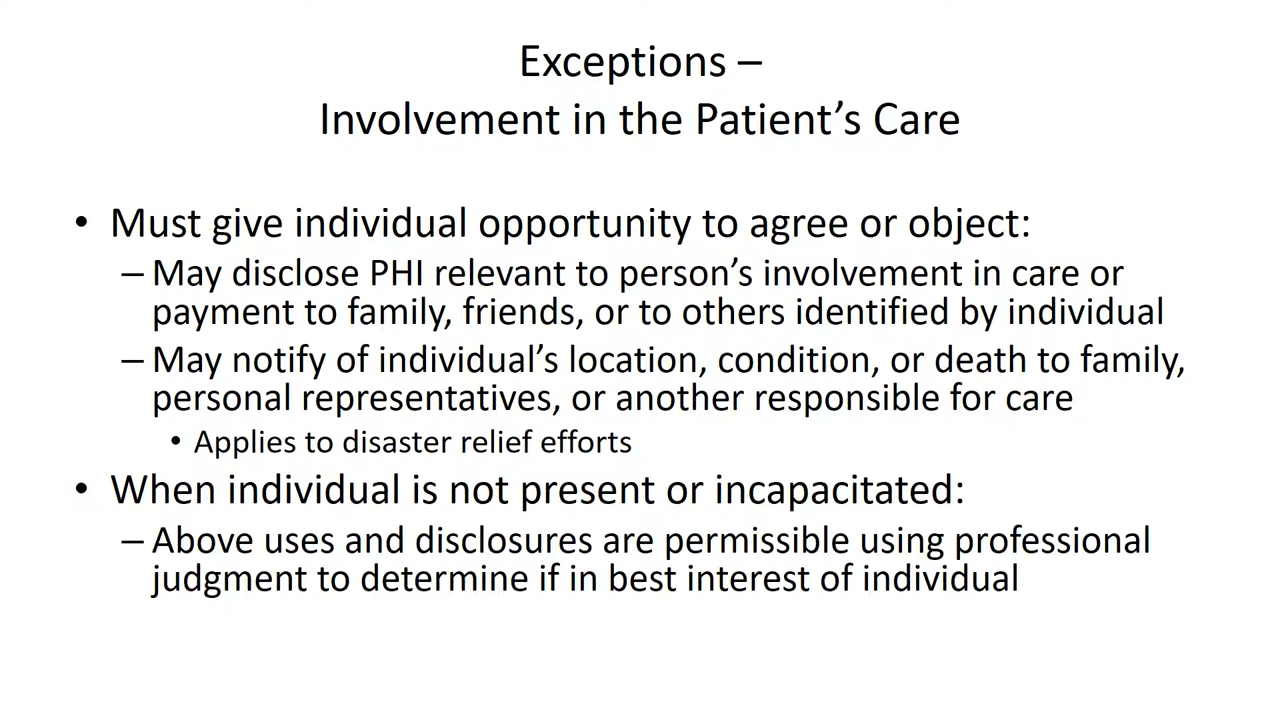 Exceptions –
Involvement in the Patient’s Care
• Must give individual opportunity to agree or object:
– May disclose PHI relevant to person’s involvement in care or
payment to family, friends, or to others identified by individual
– May notify of individual’s location, condition, or death to family,
personal representatives, or another responsible for care
• Applies to disaster relief efforts
• When individual is not present or incapacitated:
– Above uses and disclosures are permissible using professional
judgment to determine if in best interest of individual